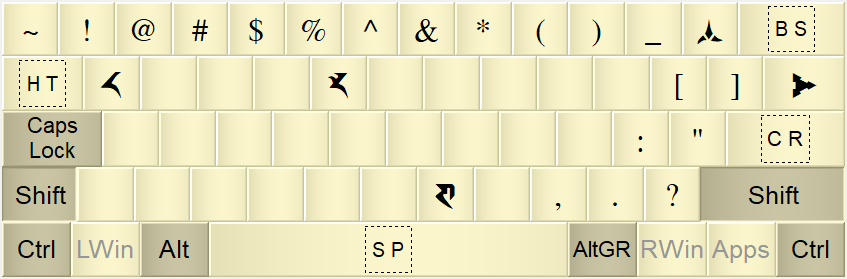 ~ ! @ # $ % ^ & * ( ) _ BS
HT [ ]
Caps Lock : " CR
Shift , . ? Shift
Ctrl LWin Alt SP AltGR RWin Apps Ctrl